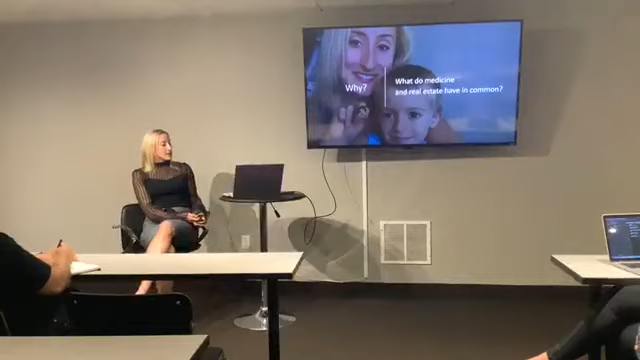 Why?
What do medicine
and real estate have in common?